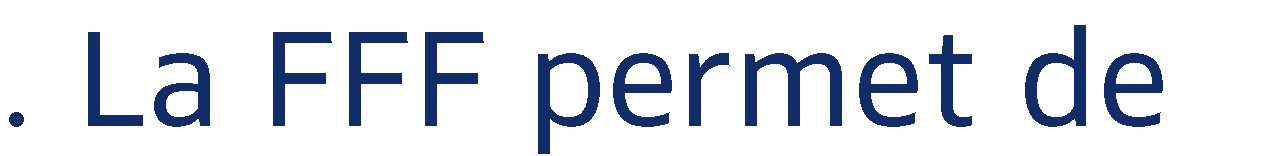 . La FFF permet de